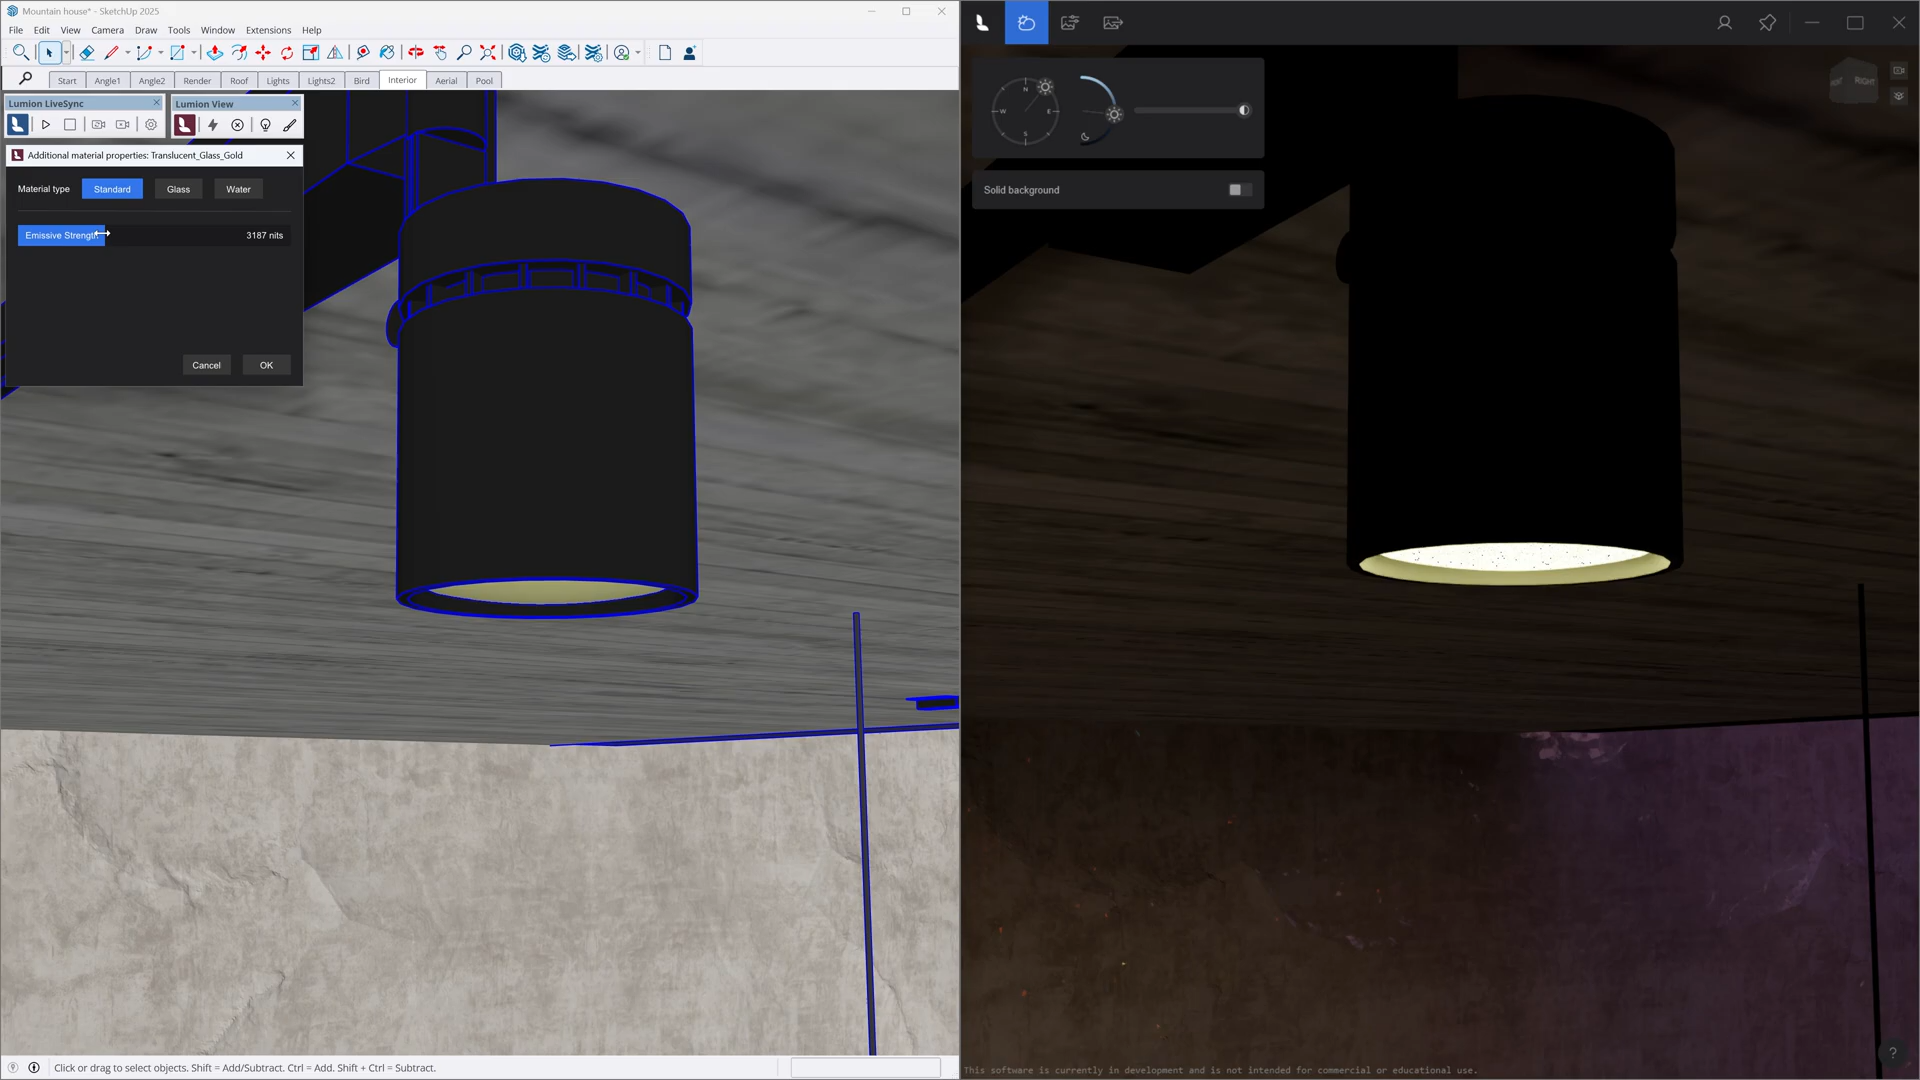 Mountain house* - SketchUp 2025
File Edit View Camera Draw Tools Window Extensions Help
Start Angle1 Angle2 Render Roof Lights Lights2 Bird Interior Aerial Pool
Lumion LiveSync
Lumion View
Additional material properties: Translucent_Glass_Gold
Material type Standard Glass Water
Emissive Strength 3187 nits
Cancel OK
Click or drag to select objects. Shift = Add/Subtract. Ctrl = Add. Shift + Ctrl = Subtract.
N
W E
S
Solid background
RIGHT
This software is currently in development and is not intended for commercial or educational use.
?